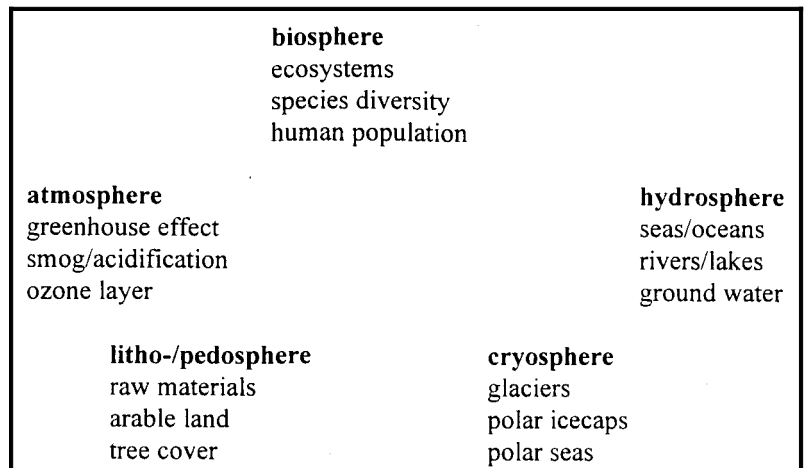 biosphere
ecosystems
species diversity
human population
atmosphere
greenhouse effect
smog/acidification
ozone layer
hydrosphere
seas/oceans
rivers/lakes
ground water
litho-/pedosphere
raw materials
arable land
tree cover
cryosphere
glaciers
polar icecaps
polar seas